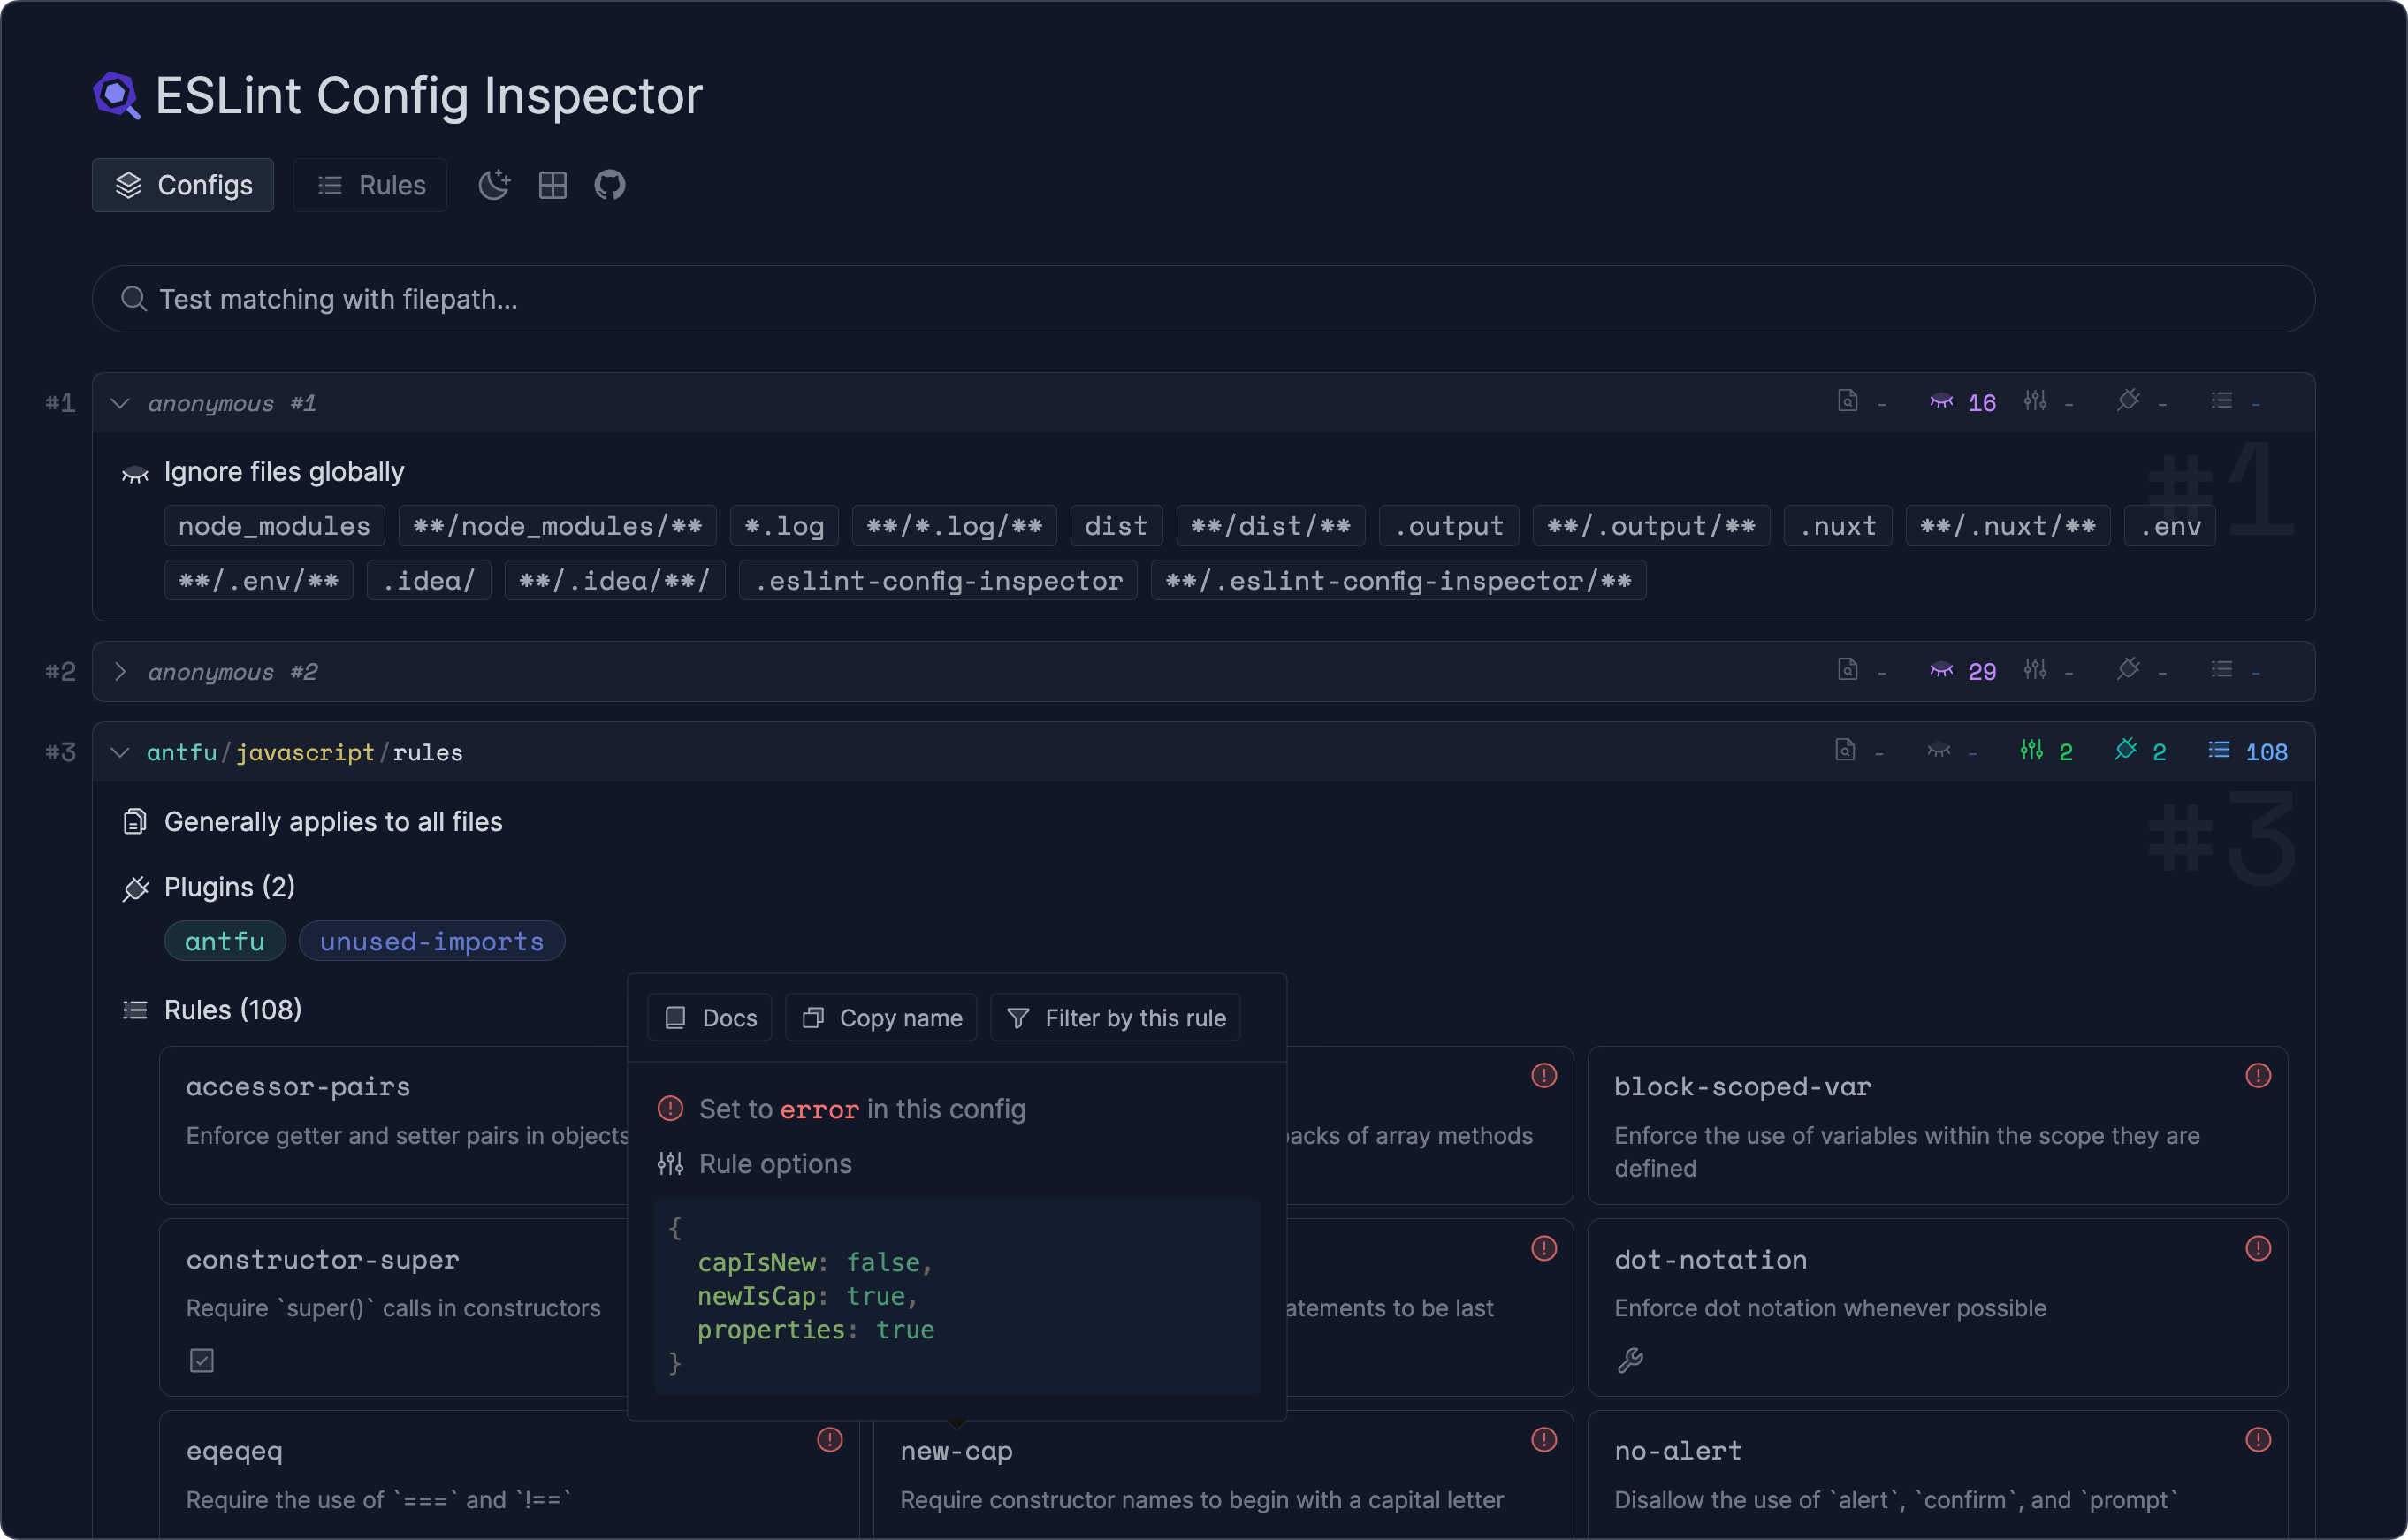 ESLint Config Inspector
Configs Rules
Test matching with filepath...
#1 anonymous #1 - 16 - - -
#1
Ignore files globally
node_modules **/node_modules/** *.log **/*.log/** dist **/dist/** .output **/.output/** .nuxt **/.nuxt/** .env
**/.env/** .idea/ **/.idea/**/ .eslint-config-inspector **/.eslint-config-inspector/**
#2 anonymous #2 - 29 - - -
#3 antfu/javascript/rules - - 2 2 108
#3
Generally applies to all files
Plugins (2)
antfu unused-imports
Rules (108)
Docs Copy name Filter by this rule
Set to error in this config
Rule options
{
capIsNew: false,
newIsCap: true,
properties: true
}
accessor-pairs
Enforce getter and setter pairs in objects
of array methods
block-scoped-var
Enforce the use of variables within the scope they are
defined
constructor-super
Require `super()` calls in constructors
to be last
dot-notation
Enforce dot notation whenever possible
eqeqeq
Require the use of `===` and `!==`
new-cap
Require constructor names to begin with a capital letter
no-alert
Disallow the use of `alert`, `confirm`, and `prompt`